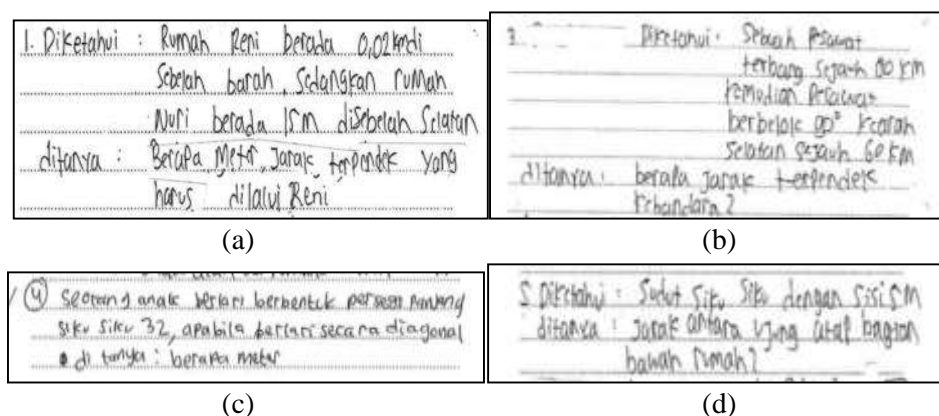 1. Diketahui : Rumah Reni berada 0,02 km di
Sebelah barah, Sedangkan rumah
Nuri berada 15m disebelah Selatan
ditanya : Berapa Meter Jarak terpendek yang
harus dilalui Reni
(a)
3. Diketahui : Sebuah Pesawat
terbang sejauh 80 km
kemudian Pesawat
berbelok 90° kearah
Selatan sejauh 60 km
ditanya : berapa jarak terpendek
kebandara ?
(b)
(4) Seorang anak berlari berbentuk persegi Panjang
siku siku 32, apabila berlari secara diagonal
di tanya : berapa meter
(c)
5 Diketahui : Sudut Siku Siku dengan Sisi 5M
ditanya : jarak antara ujung atap bagian
bawah rumah ?
(d)